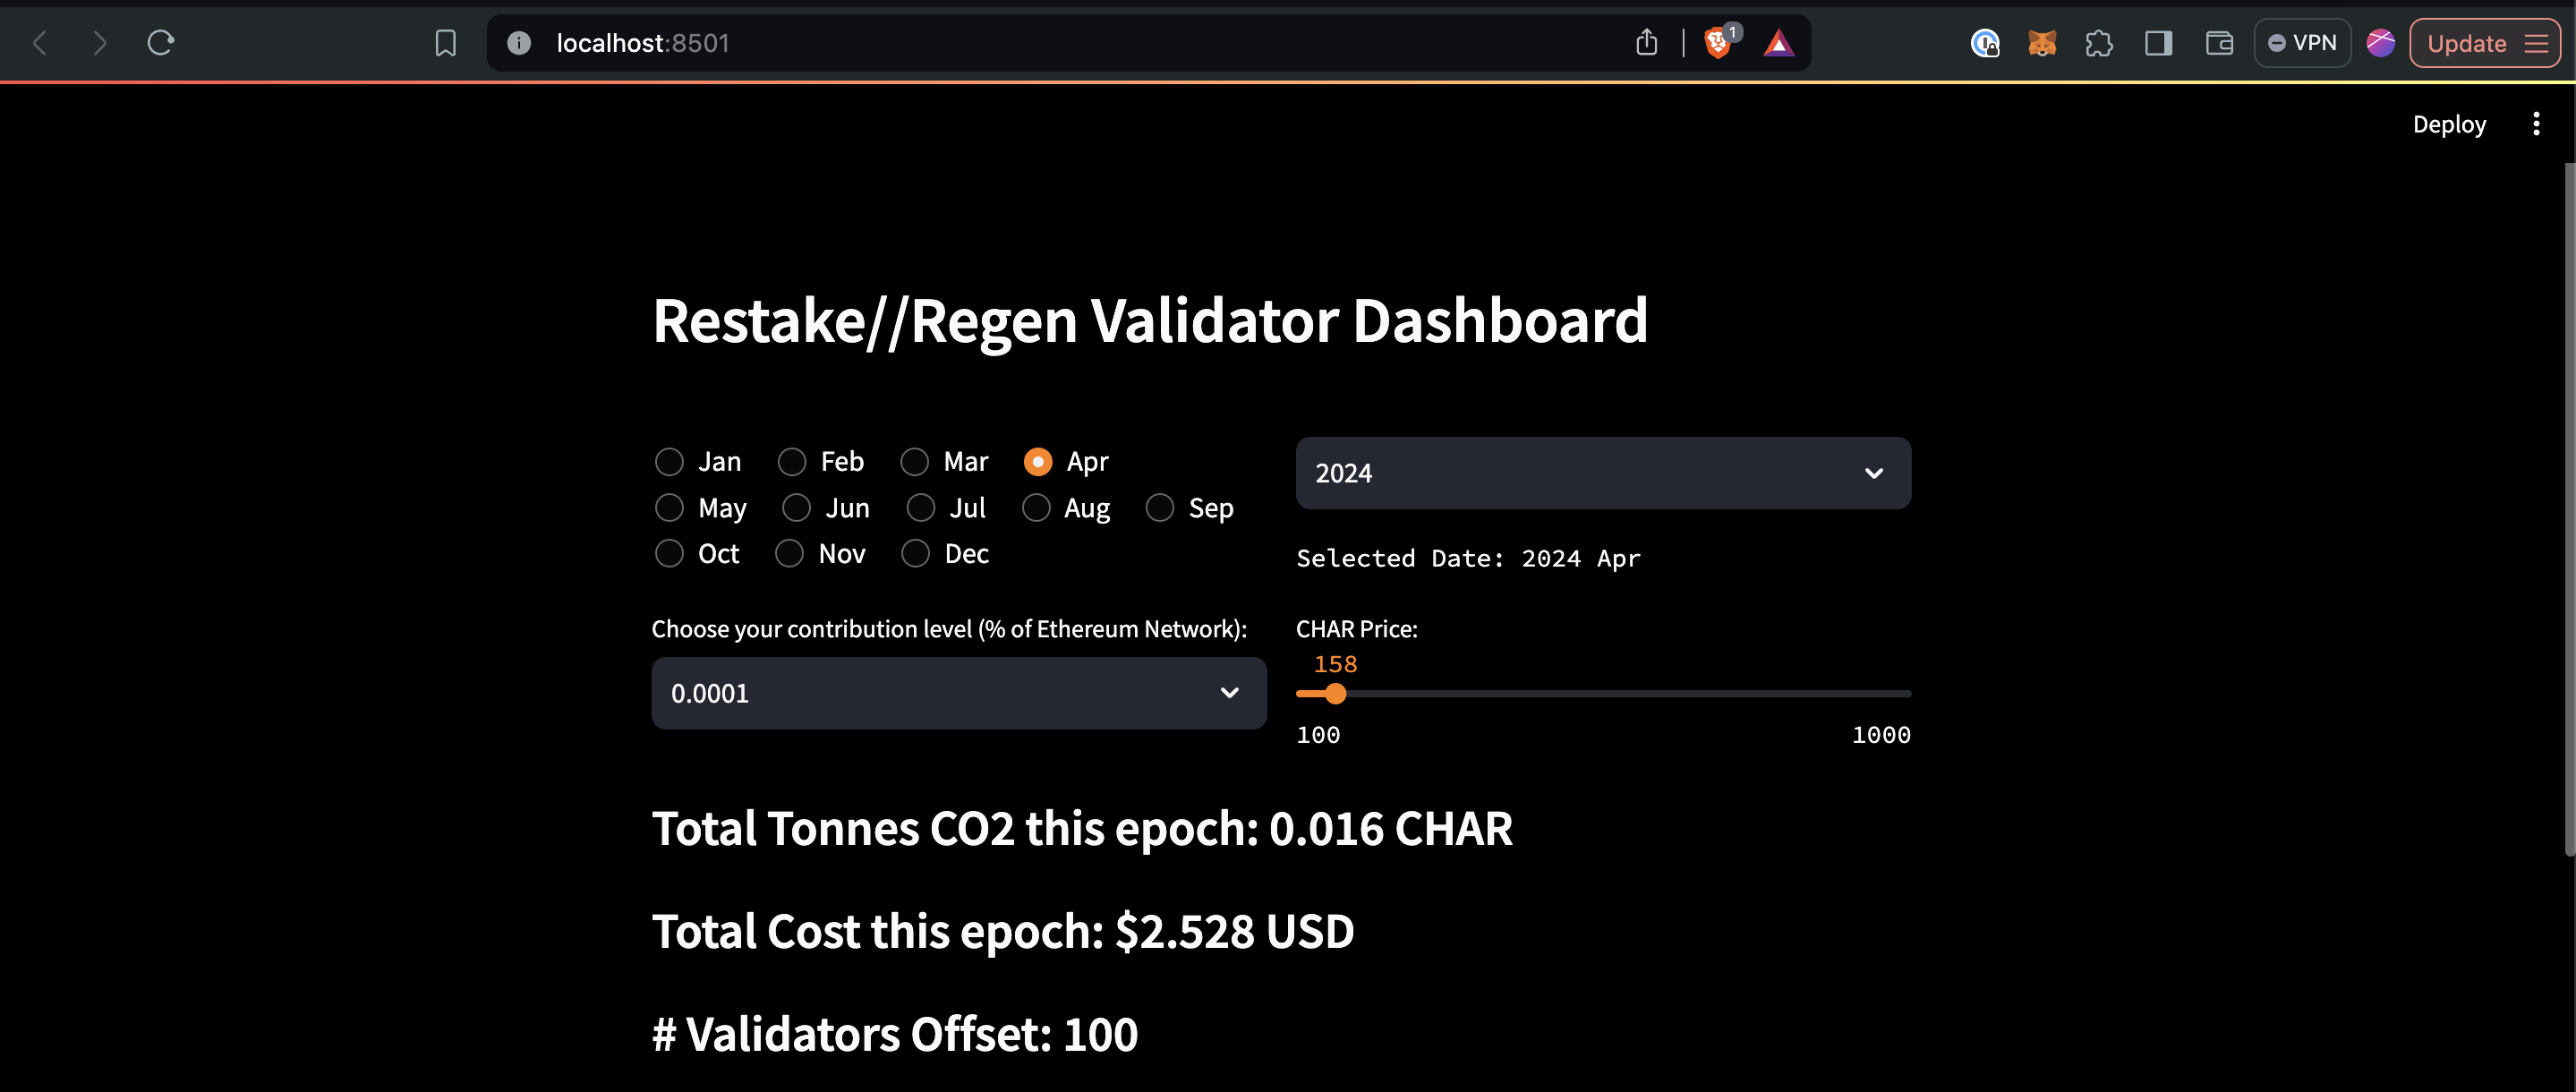 localhost:8501
1
VPN
Update
Deploy
Restake//Regen Validator Dashboard
Jan Feb Mar Apr
May Jun Jul Aug Sep
Oct Nov Dec
2024
Selected Date: 2024 Apr
Choose your contribution level (% of Ethereum Network):
0.0001
CHAR Price:
158
100 1000
Total Tonnes CO2 this epoch: 0.016 CHAR
Total Cost this epoch: $2.528 USD
# Validators Offset: 100